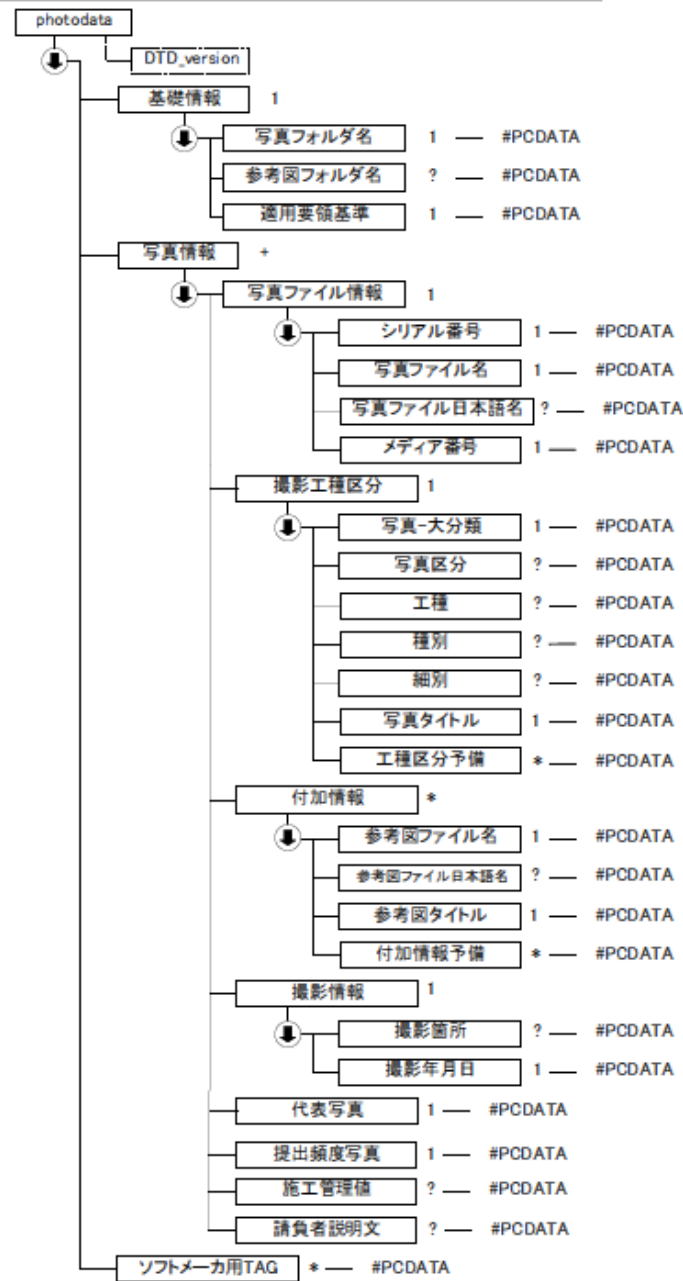 photodata
DTD_version
基礎情報 1
写真フォルダ名 1 — #PCDATA
参考図フォルダ名 ? — #PCDATA
適用要領基準 1 — #PCDATA
写真情報 +
写真ファイル情報 1
シリアル番号 1 — #PCDATA
写真ファイル名 1 — #PCDATA
写真ファイル日本語名 ? — #PCDATA
メディア番号 1 — #PCDATA
撮影工種区分 1
写真-大分類 1 — #PCDATA
写真区分 ? — #PCDATA
工種 ? — #PCDATA
種別 ? — #PCDATA
細別 ? — #PCDATA
写真タイトル 1 — #PCDATA
工種区分予備 * — #PCDATA
付加情報 *
参考図ファイル名 1 — #PCDATA
参考図ファイル日本語名 ? — #PCDATA
参考図タイトル 1 — #PCDATA
付加情報予備 * — #PCDATA
撮影情報 1
撮影箇所 ? — #PCDATA
撮影年月日 1 — #PCDATA
代表写真 1 — #PCDATA
提出頻度写真 1 — #PCDATA
施工管理値 ? — #PCDATA
請負者説明文 ? — #PCDATA
ソフトメーカ用TAG * — #PCDATA